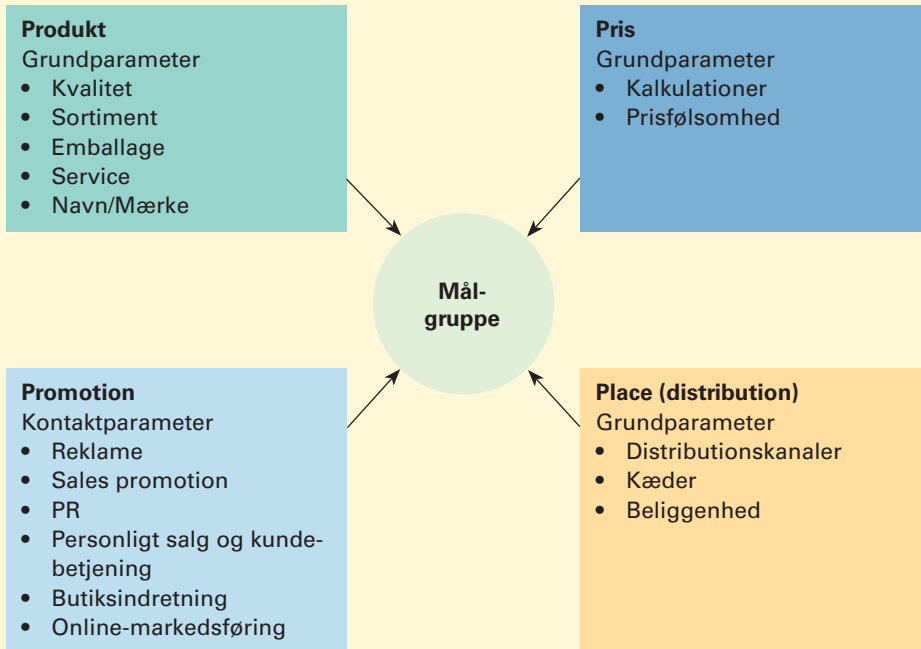 Produkt
Grundparameter
• Kvalitet
• Sortiment
• Emballage
• Service
• Navn/Mærke
Pris
Grundparameter
• Kalkulationer
• Prisfølsomhed
Mål-
gruppe
Promotion
Kontaktparameter
• Reklame
• Sales promotion
• PR
• Personligt salg og kunde-
betjening
• Butiksindretning
• Online-markedsføring
Place (distribution)
Grundparameter
• Distributionskanaler
• Kæder
• Beliggenhed